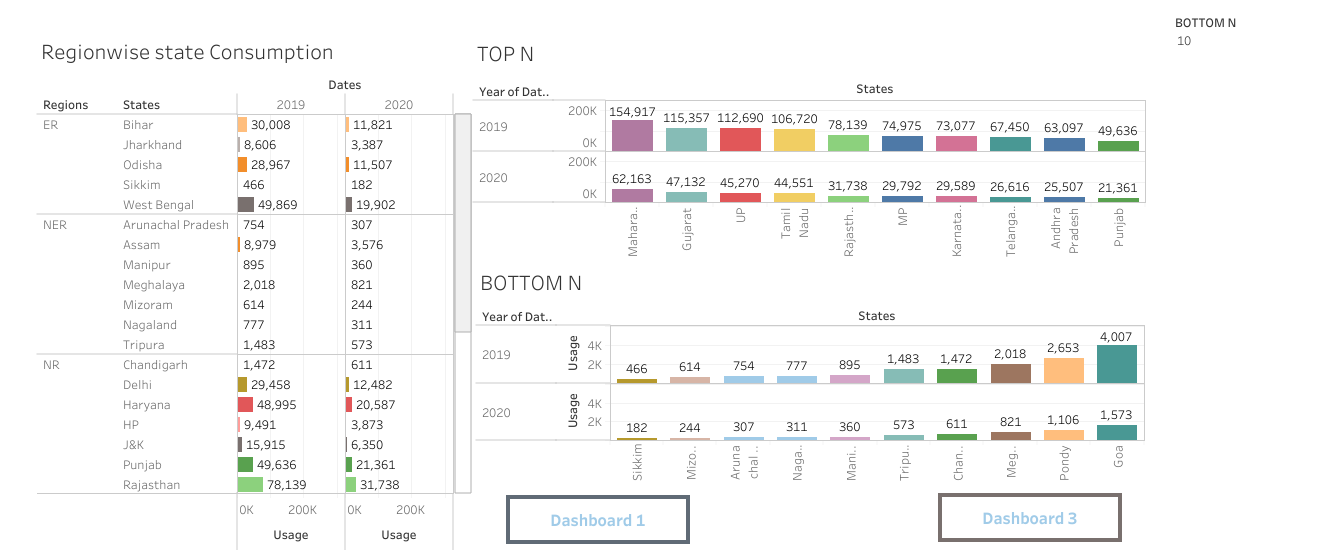 BOTTOM N
10
Regionwise state Consumption
Dates
Regions States 2019 2020
ER Bihar 30,008 11,821
Jharkhand 8,606 3,387
Odisha 28,967 11,507
Sikkim 466 182
West Bengal 49,869 19,902
NER Arunachal Pradesh 754 307
Assam 8,979 3,576
Manipur 895 360
Meghalaya 2,018 821
Mizoram 614 244
Nagaland 777 311
Tripura 1,483 573
NR Chandigarh 1,472 611
Delhi 29,458 12,482
Haryana 48,995 20,587
HP 9,491 3,873
J&K 15,915 6,350
Punjab 49,636 21,361
Rajasthan 78,139 31,738
0K 200K 0K 200K
Usage Usage
TOP N
Year of Dat.. States
2019 200K 0K
154,917 115,357 112,690 106,720 78,139 74,975 73,077 67,450 63,097 49,636
2020 200K 0K
62,163 47,132 45,270 44,551 31,738 29,792 29,589 26,616 25,507 21,361
Mahara.. Gujarat UP Tamil Nadu Rajasth.. MP Karnata.. Telanga.. Andhra Pradesh Punjab
BOTTOM N
Year of Dat.. States
2019 Usage 4K 2K
466 614 754 777 895 1,483 1,472 2,018 2,653 4,007
2020 Usage 4K 2K
182 244 307 311 360 573 611 821 1,106 1,573
Sikkim Mizo.. Aruna chal.. Naga.. Mani.. Tripu.. Chan.. Meg.. Pondy Goa
Dashboard 1
Dashboard 3